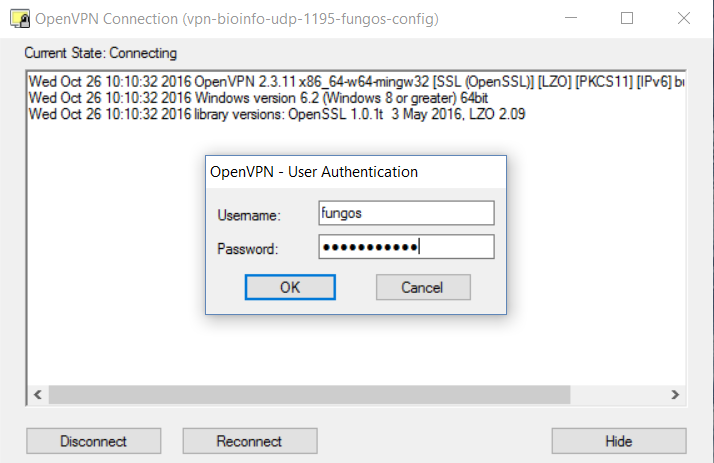 OpenVPN Connection (vpn-bioinfo-udp-1195-fungos-config)
Current State: Connecting
Wed Oct 26 10:10:32 2016 OpenVPN 2.3.11 x86_64-w64-mingw32 [SSL (OpenSSL)] [LZO] [PKCS11] [IPv6] bu
Wed Oct 26 10:10:32 2016 Windows version 6.2 (Windows 8 or greater) 64bit
Wed Oct 26 10:10:32 2016 library versions: OpenSSL 1.0.1t  3 May 2016, LZO 2.09
OpenVPN - User Authentication
Username: fungos
Password: ●●●●●●●●●●●
OK Cancel
Disconnect Reconnect Hide